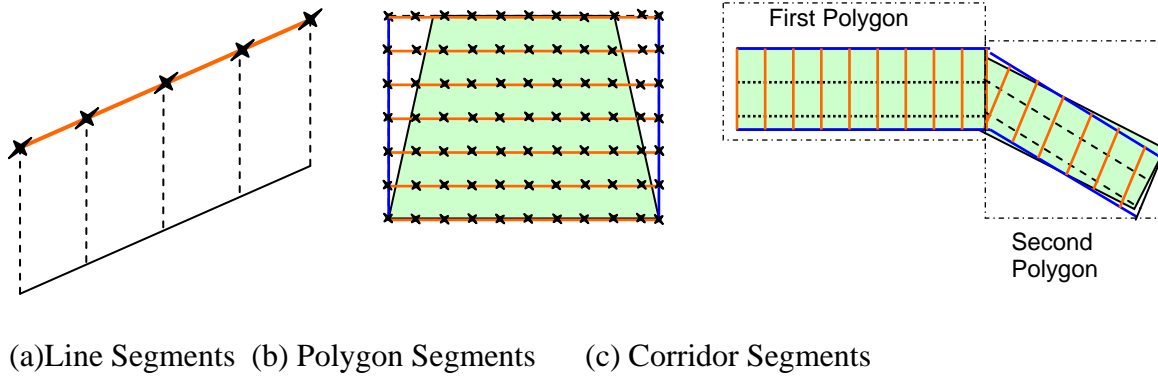 First Polygon
Second
Polygon
(a)Line Segments (b) Polygon Segments (c) Corridor Segments